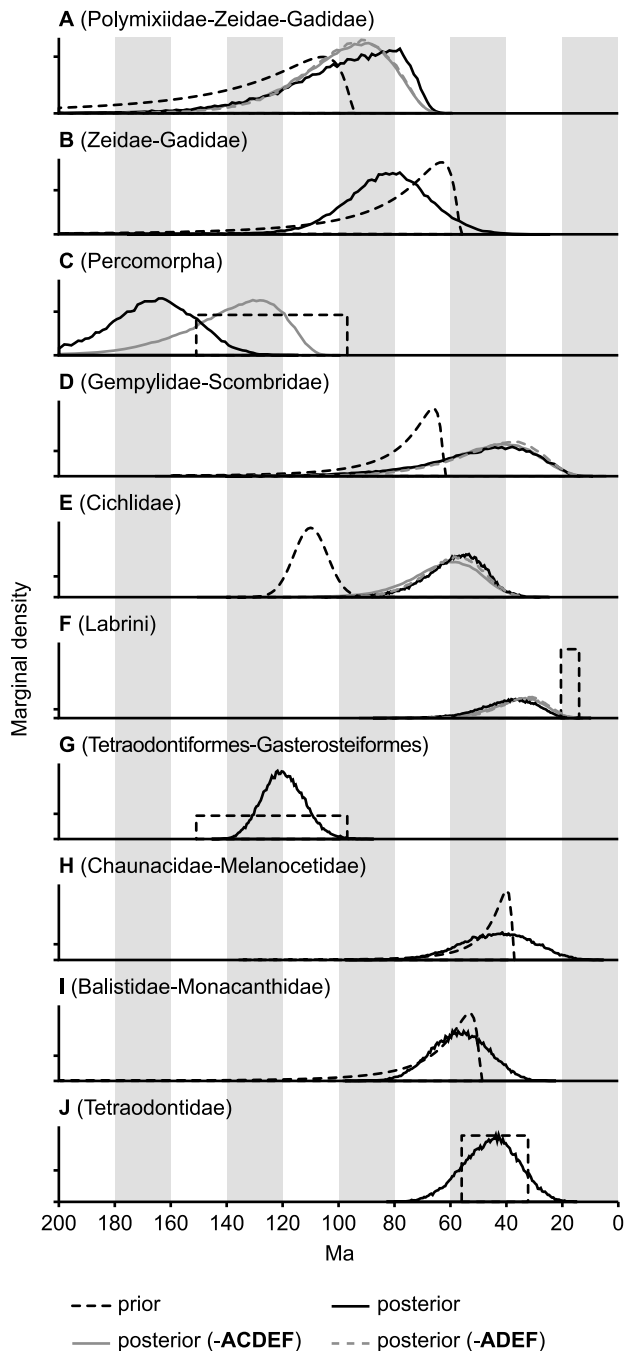 A (Polymixiidae-Zeidae-Gadidae)
B (Zeidae-Gadidae)
C (Percomorpha)
D (Gempylidae-Scombridae)
E (Cichlidae)
F (Labrini)
G (Tetraodontiformes-Gasterosteiformes)
H (Chaunacidae-Melanocetidae)
I (Balistidae-Monacanthidae)
J (Tetraodontidae)
Marginal density
200 180 160 140 120 100 80 60 40 20 0
Ma
prior posterior
posterior (-ACDEF) posterior (-ADEF)